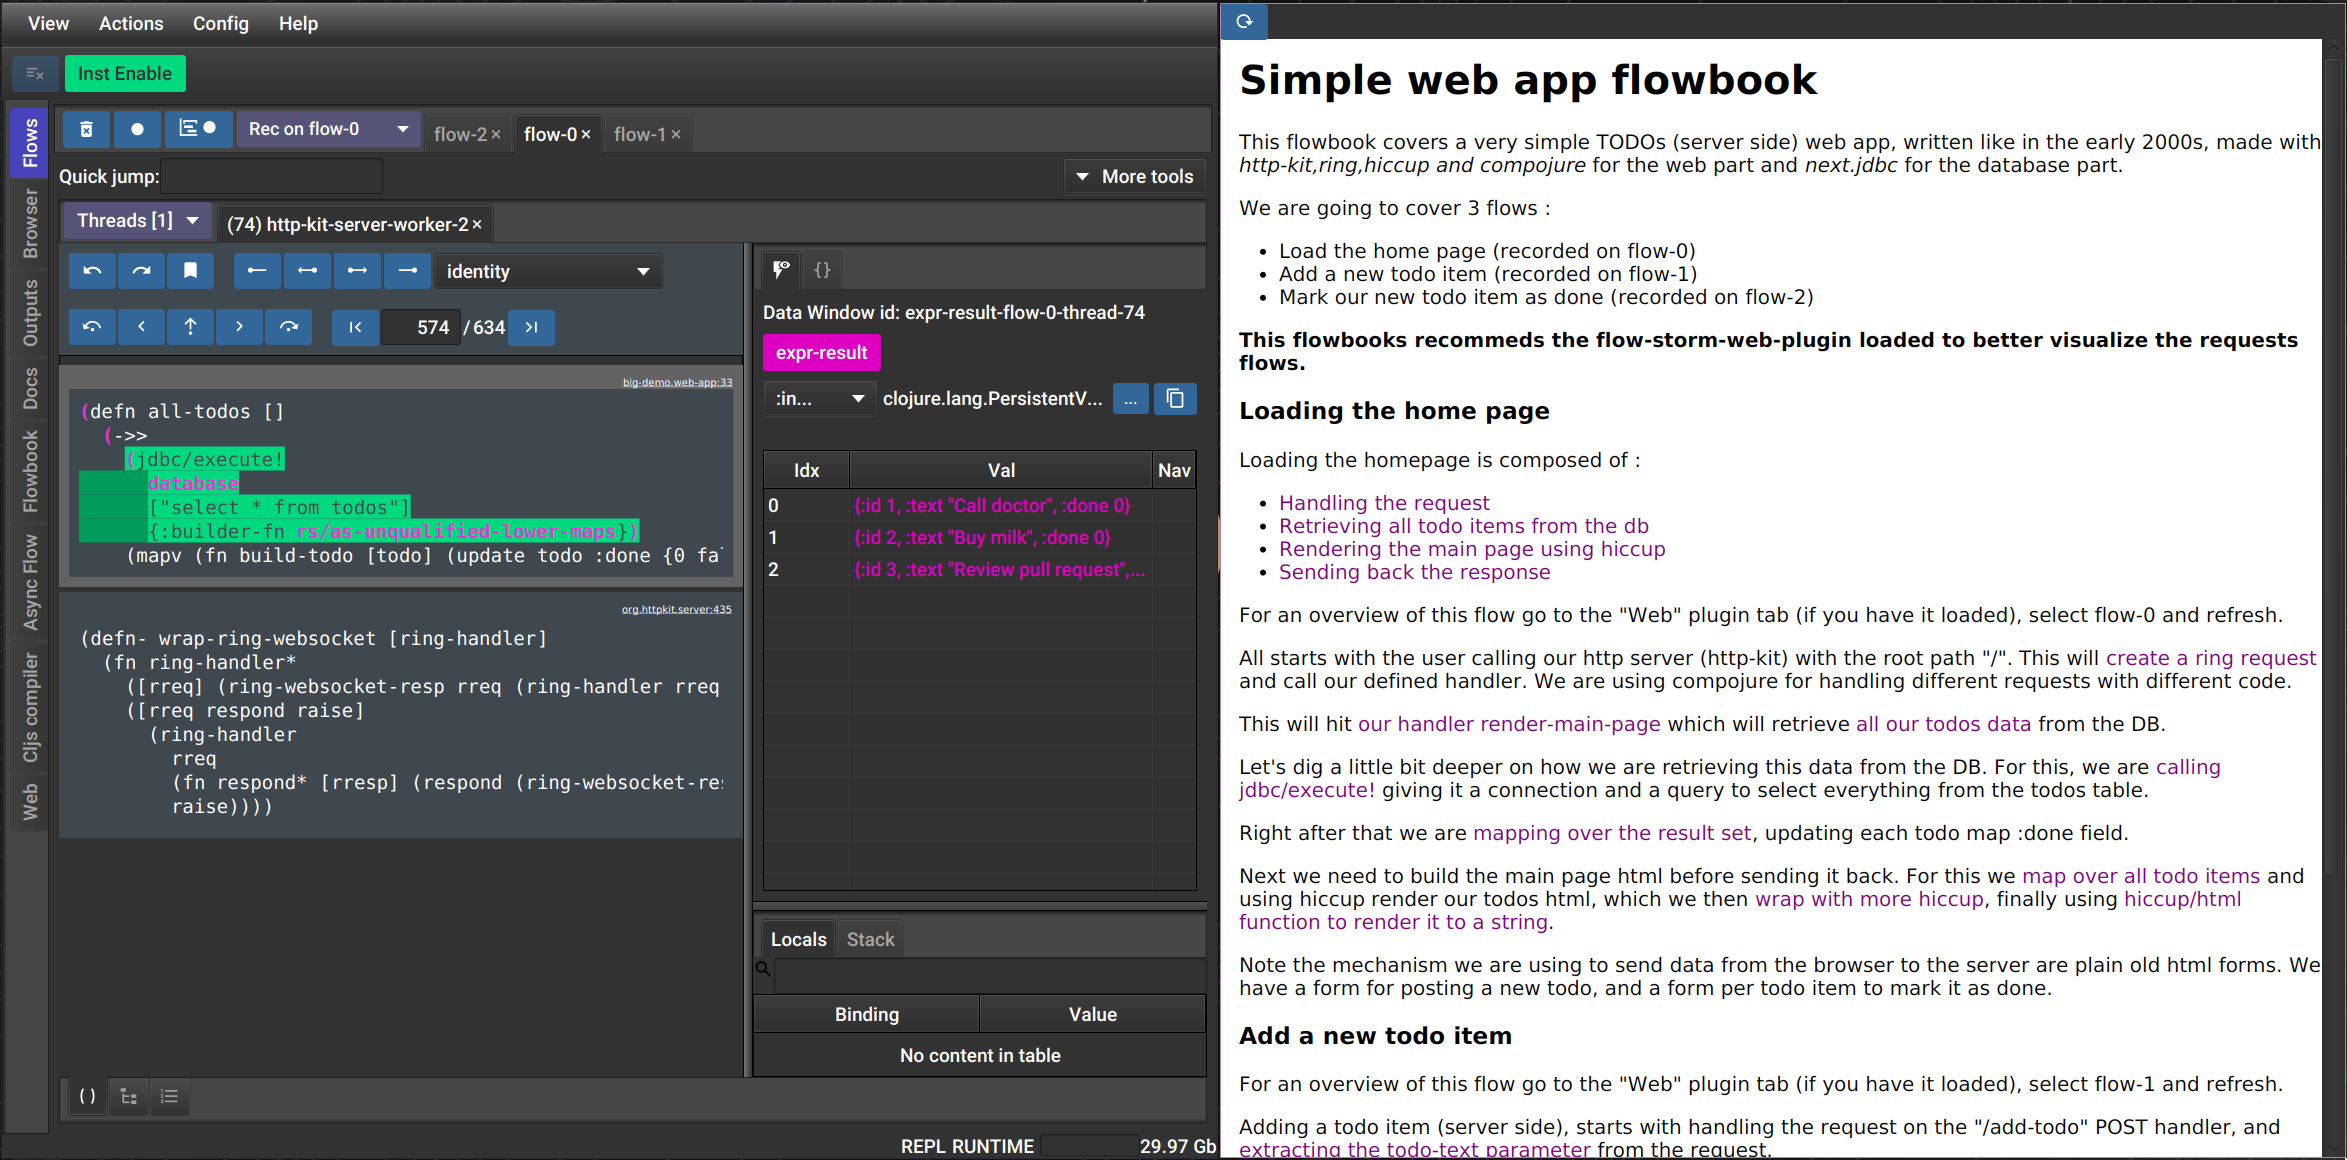 View Actions Config Help
Inst Enable
Flows
Browser
Outputs
Docs
Flowbook
Async Flow
Cljs compiler
Web
Rec on flow-0
flow-2 ×
flow-0 ×
flow-1 ×
Quick jump:
More tools
Threads [1]
(74) http-kit-server-worker-2 ×
identity
574 / 634
big-demo.web-app:33
(defn all-todos []
(->>
(jdbc/execute!
database
["select * from todos"]
{:builder-fn rs/as-unqualified-lower-maps})
(mapv (fn build-todo [todo] (update todo :done {0 fa
org.httpkit.server:435
(defn- wrap-ring-websocket [ring-handler]
(fn ring-handler*
([rreq] (ring-websocket-resp rreq (ring-handler rreq
([rreq respond raise]
(ring-handler
rreq
(fn respond* [rresp] (respond (ring-websocket-re
raise))))
{}
Data Window id: expr-result-flow-0-thread-74
expr-result
:in...
clojure.lang.PersistentV...
...
Idx Val Nav
0 {:id 1, :text "Call doctor", :done 0}
1 {:id 2, :text "Buy milk", :done 0}
2 {:id 3, :text "Review pull request",...
Locals Stack
Binding Value
No content in table
()
REPL RUNTIME
29.97 Gb
Simple web app flowbook
This flowbook covers a very simple TODOs (server side) web app, written like in the early 2000s, made with
http-kit,ring,hiccup and compojure for the web part and next.jdbc for the database part.
We are going to cover 3 flows :
• Load the home page (recorded on flow-0)
• Add a new todo item (recorded on flow-1)
• Mark our new todo item as done (recorded on flow-2)
This flowbooks recommeds the flow-storm-web-plugin loaded to better visualize the requests
flows.
Loading the home page
Loading the homepage is composed of :
• Handling the request
• Retrieving all todo items from the db
• Rendering the main page using hiccup
• Sending back the response
For an overview of this flow go to the "Web" plugin tab (if you have it loaded), select flow-0 and refresh.
All starts with the user calling our http server (http-kit) with the root path "/". This will create a ring request
and call our defined handler. We are using compojure for handling different requests with different code.
This will hit our handler render-main-page which will retrieve all our todos data from the DB.
Let's dig a little bit deeper on how we are retrieving this data from the DB. For this, we are calling
jdbc/execute! giving it a connection and a query to select everything from the todos table.
Right after that we are mapping over the result set, updating each todo map :done field.
Next we need to build the main page html before sending it back. For this we map over all todo items and
using hiccup render our todos html, which we then wrap with more hiccup, finally using hiccup/html
function to render it to a string.
Note the mechanism we are using to send data from the browser to the server are plain old html forms. We
have a form for posting a new todo, and a form per todo item to mark it as done.
Add a new todo item
For an overview of this flow go to the "Web" plugin tab (if you have it loaded), select flow-1 and refresh.
Adding a todo item (server side), starts with handling the request on the "/add-todo" POST handler, and
extracting the todo-text parameter from the request.